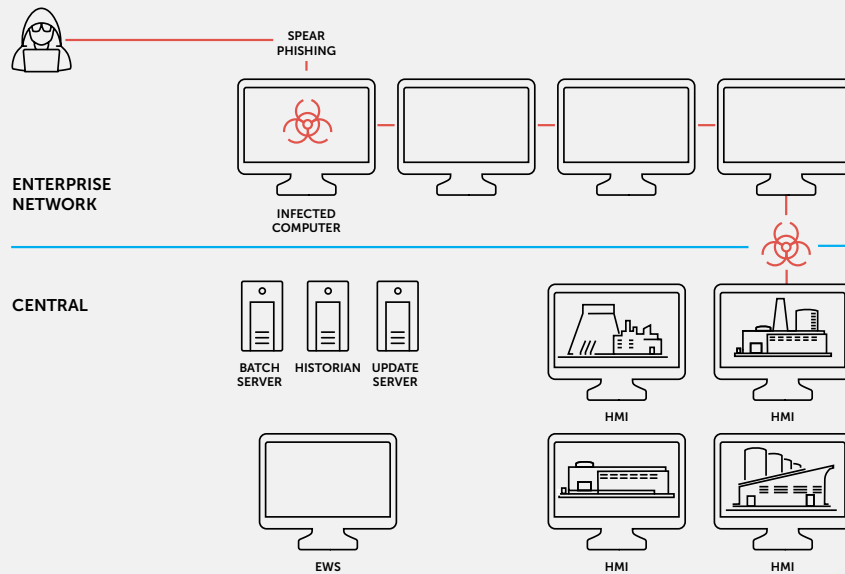 SPEAR
PHISHING
ENTERPRISE
NETWORK
INFECTED
COMPUTER
CENTRAL
BATCH
SERVER
HISTORIAN
UPDATE
SERVER
HMI
HMI
EWS
HMI
HMI